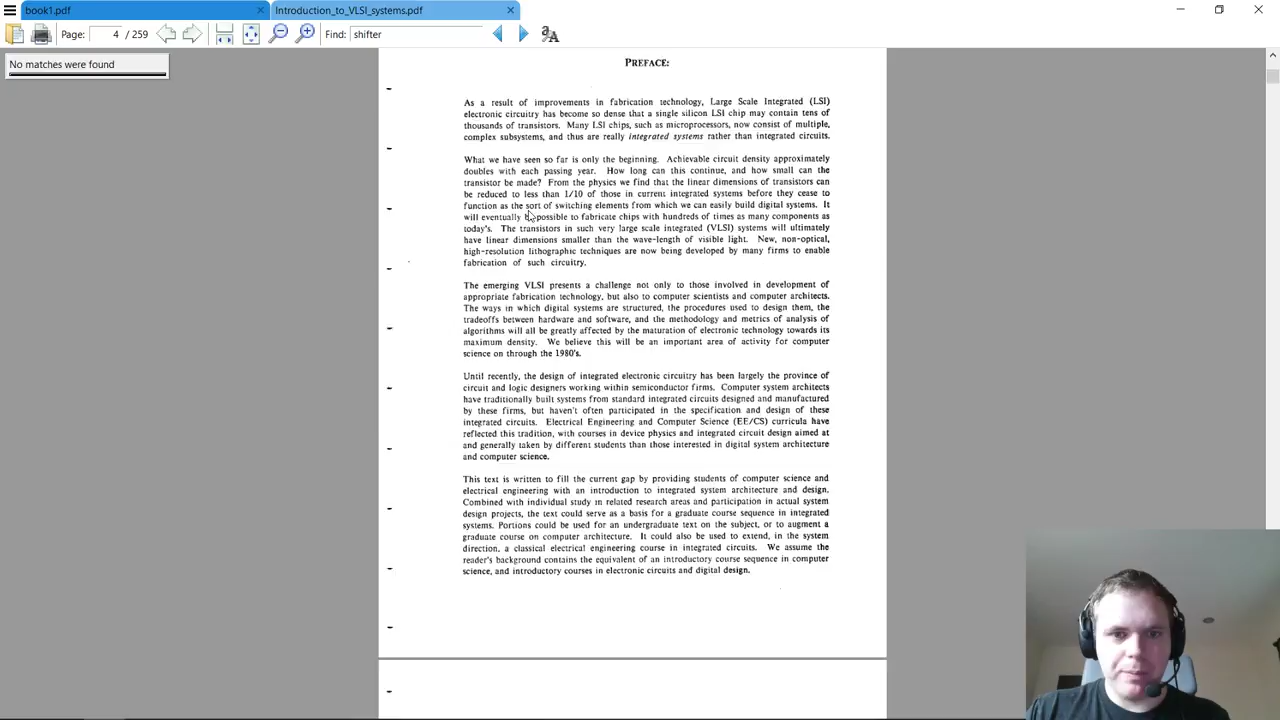 book1.pdf
Introduction_to_VLSI_systems.pdf
Page: 4 / 259
Find: shifter
No matches were found
PREFACE:
As a result of improvements in fabrication technology, Large Scale Integrated (LSI)
electronic circuitry has become so dense that a single silicon LSI chip may contain tens of
thousands of transistors. Many LSI chips, such as microprocessors, now consist of multiple,
complex subsystems, and thus are really integrated systems rather than integrated circuits.
What we have seen so far is only the beginning. Achievable circuit density approximately
doubles with each passing year. How long can this continue, and how small can the
transistor be made? From the physics we find that the linear dimensions of transistors can
be reduced to less than 1/10 of those in current integrated systems before they cease to
function as the sort of switching elements from which we can easily build digital systems. It
will eventually be possible to fabricate chips with hundreds of times as many components as
today's. The transistors in such very large scale integrated (VLSI) systems will ultimately
have linear dimensions smaller than the wave-length of visible light. New, non-optical,
high-resolution lithographic techniques are now being developed by many firms to enable
fabrication of such circuitry.
The emerging VLSI presents a challenge not only to those involved in development of
appropriate fabrication technology, but also to computer scientists and computer architects.
The ways in which digital systems are structured, the procedures used to design them, the
tradeoffs between hardware and software, and the methodology and metrics of analysis of
algorithms will all be greatly affected by the maturation of electronic technology towards its
maximum density. We believe this will be an important area of activity for computer
science on through the 1980's.
Until recently, the design of integrated electronic circuitry has been largely the province of
circuit and logic designers working within semiconductor firms. Computer system architects
have traditionally built systems from standard integrated circuits designed and manufactured
by these firms, but haven't often participated in the specification and design of these
integrated circuits. Electrical Engineering and Computer Science (EE/CS) curricula have
reflected this tradition, with courses in device physics and integrated circuit design aimed at
and generally taken by different students than those interested in digital system architecture
and computer science.
This text is written to fill the current gap by providing students of computer science and
electrical engineering with an introduction to integrated system architecture and design.
Combined with individual study in related research areas and participation in actual system
design projects, the text could serve as a basis for a graduate course sequence in integrated
systems. Portions could be used for an undergraduate text on the subject, or to augment a
graduate course on computer architecture. It could also be used to extend, in the system
direction, a classical electrical engineering course in integrated circuits. We assume the
reader's background contains the equivalent of an introductory course sequence in computer
science, and introductory courses in electronic circuits and digital design.